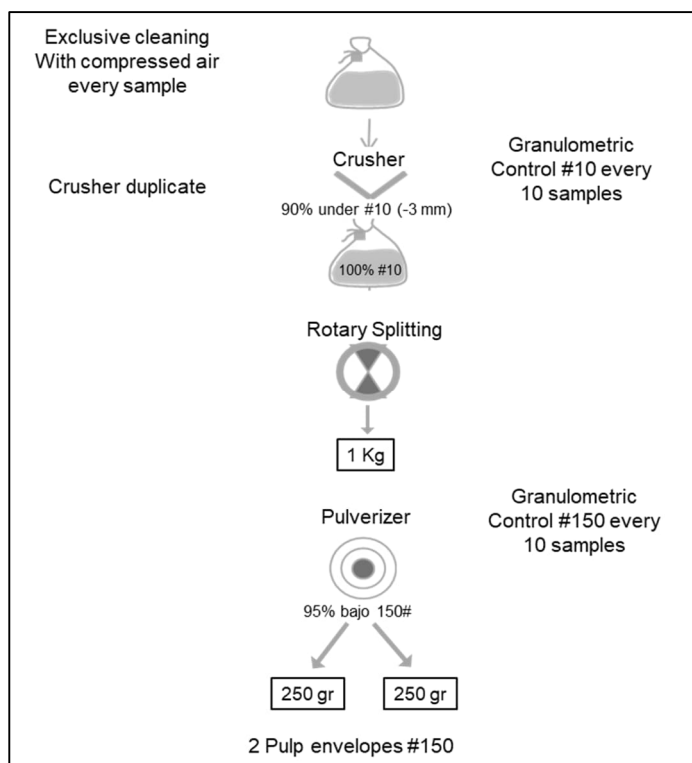 Exclusive cleaning
With compressed air
every sample
Crusher
Granulometric
Control #10 every
10 samples
Crusher duplicate
90% under #10 (-3 mm)
100% #10
Rotary Splitting
1 Kg
Pulverizer
Granulometric
Control #150 every
10 samples
95% bajo 150#
250 gr
250 gr
2 Pulp envelopes #150